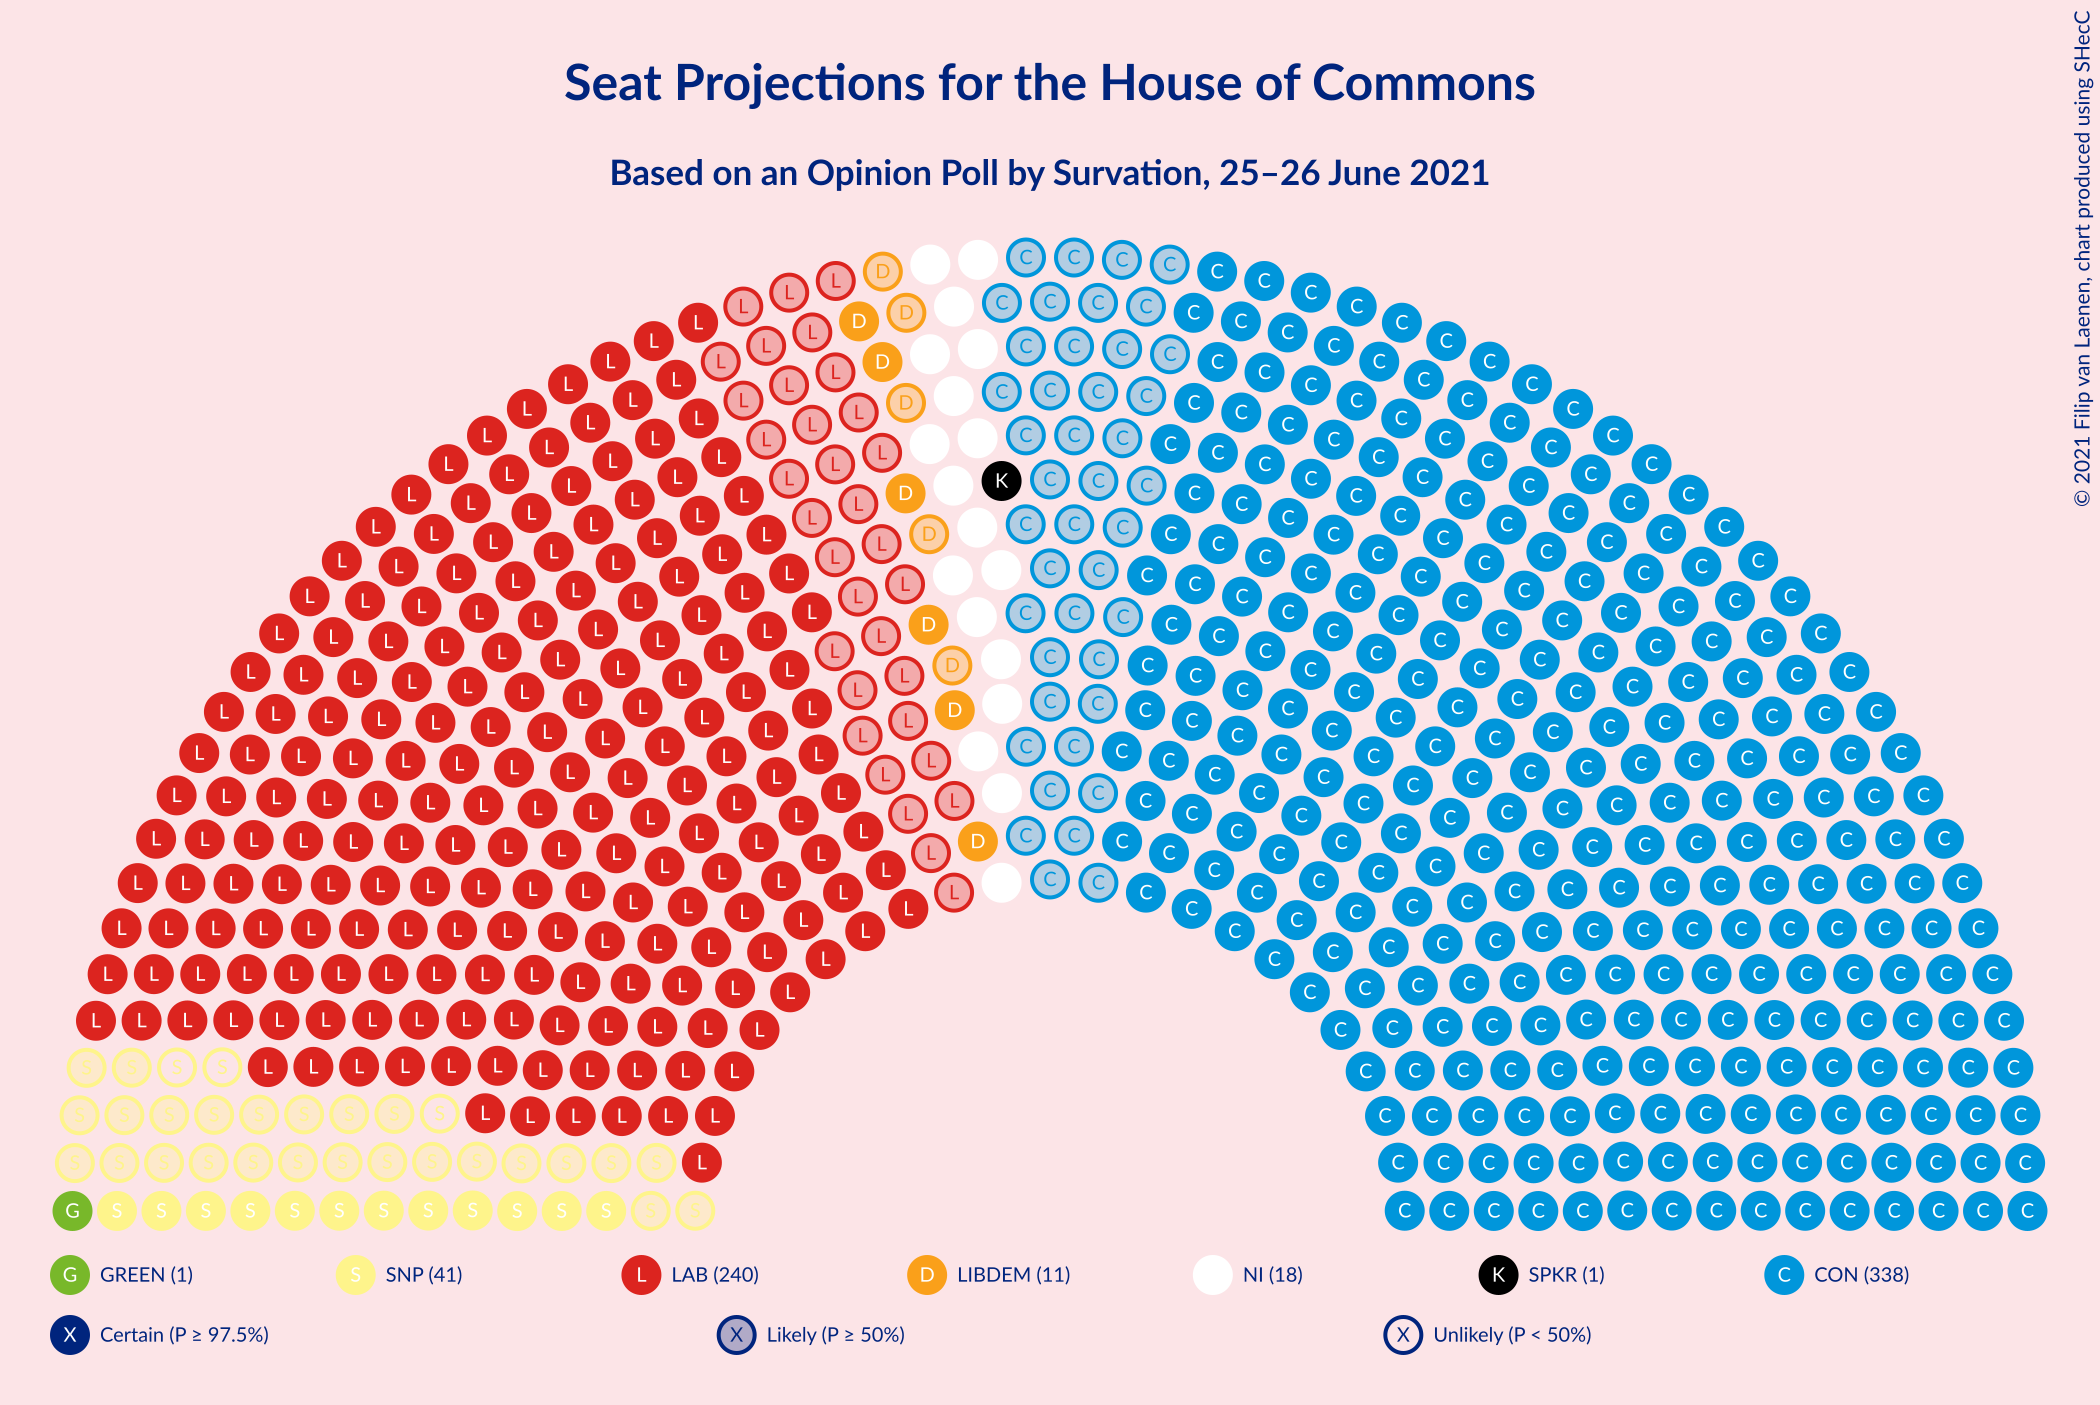 Seat Projections for the House of Commons
Based on an Opinion Poll by Survation, 25–26 June 2021
© 2021 Filip van Laenen, chart produced using SHecC
G GREEN (1) S SNP (41) L LAB (240) D LIBDEM (11) NI (18) K SPKR (1) C CON (338)
X Certain (P ≥ 97.5%) X Likely (P ≥ 50%) X Unlikely (P < 50%)